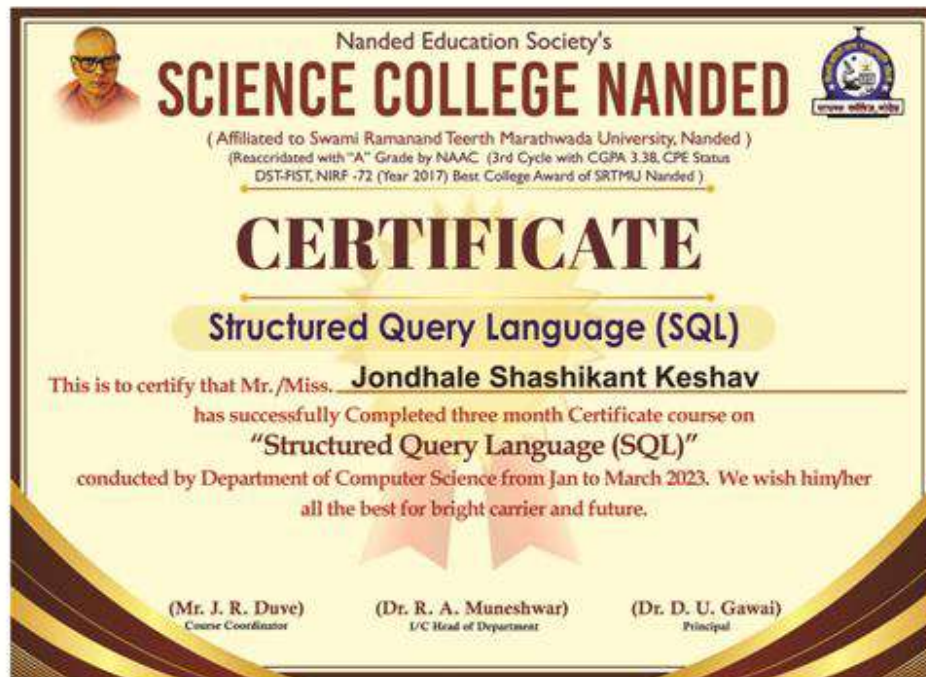 Nanded Education Society's
SCIENCE COLLEGE NANDED
( Affiliated to Swami Ramanand Teerth Marathwada University, Nanded )
(Reaccridated with "A" Grade by NAAC (3rd Cycle with CGPA 3.38, CPE Status
DST-FIST, NIRF -72 (Year 2017) Best College Award of SRTMU Nanded )
CERTIFICATE
Structured Query Language (SQL)
This is to certify that Mr. /Miss. Jondhale Shashikant Keshav
has successfully Completed three month Certificate course on
“Structured Query Language (SQL)”
conducted by Department of Computer Science from Jan to March 2023. We wish him/her
all the best for bright carrier and future.
(Mr. J. R. Duve) (Dr. R. A. Muneshwar) (Dr. D. U. Gawai)
Course Coordinator I/C Head of Department Principal